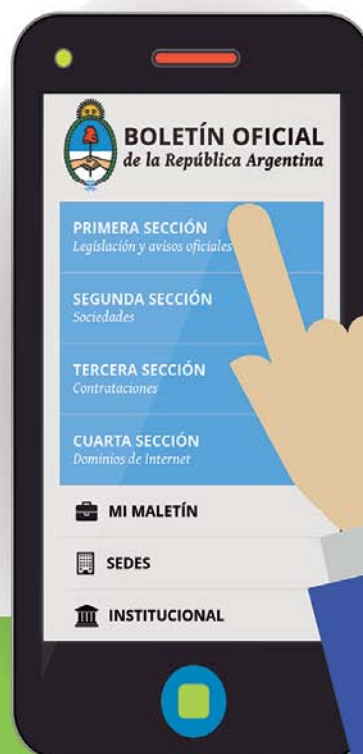 BOLETÍN OFICIAL
de la República Argentina
PRIMERA SECCIÓN
Legislación y avisos oficiales
SEGUNDA SECCIÓN
Sociedades
TERCERA SECCIÓN
Contrataciones
CUARTA SECCIÓN
Dominios de Internet
MI MALETÍN
SEDES
INSTITUCIONAL